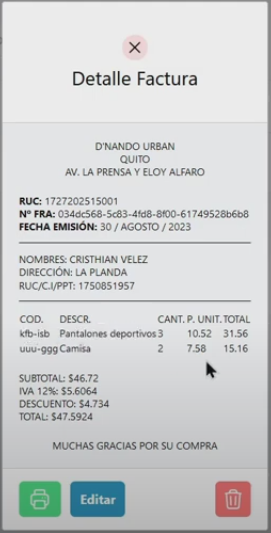 Detalle Factura
D'NANDO URBAN
QUITO
AV. LA PRENSA Y ELOY ALFARO
RUC: 1727202515001
Nº FRA: 034dc568-5c83-4fd8-8f00-61749528b6b8
FECHA EMISIÓN: 30 / AGOSTO / 2023
NOMBRES: CRISTHIAN VELEZ
DIRECCIÓN: LA PLANDA
RUC/C.I/PPT: 1750851957
COD. DESCR. CANT. P. UNIT. TOTAL
kfb-isb Pantalones deportivos 3 10.52 31.56
uuu-ggg Camisa 2 7.58 15.16
SUBTOTAL: $46.72
IVA 12%: $5.6064
DESCUENTO: $4.734
TOTAL: $47.5924
MUCHAS GRACIAS POR SU COMPRA
Editar